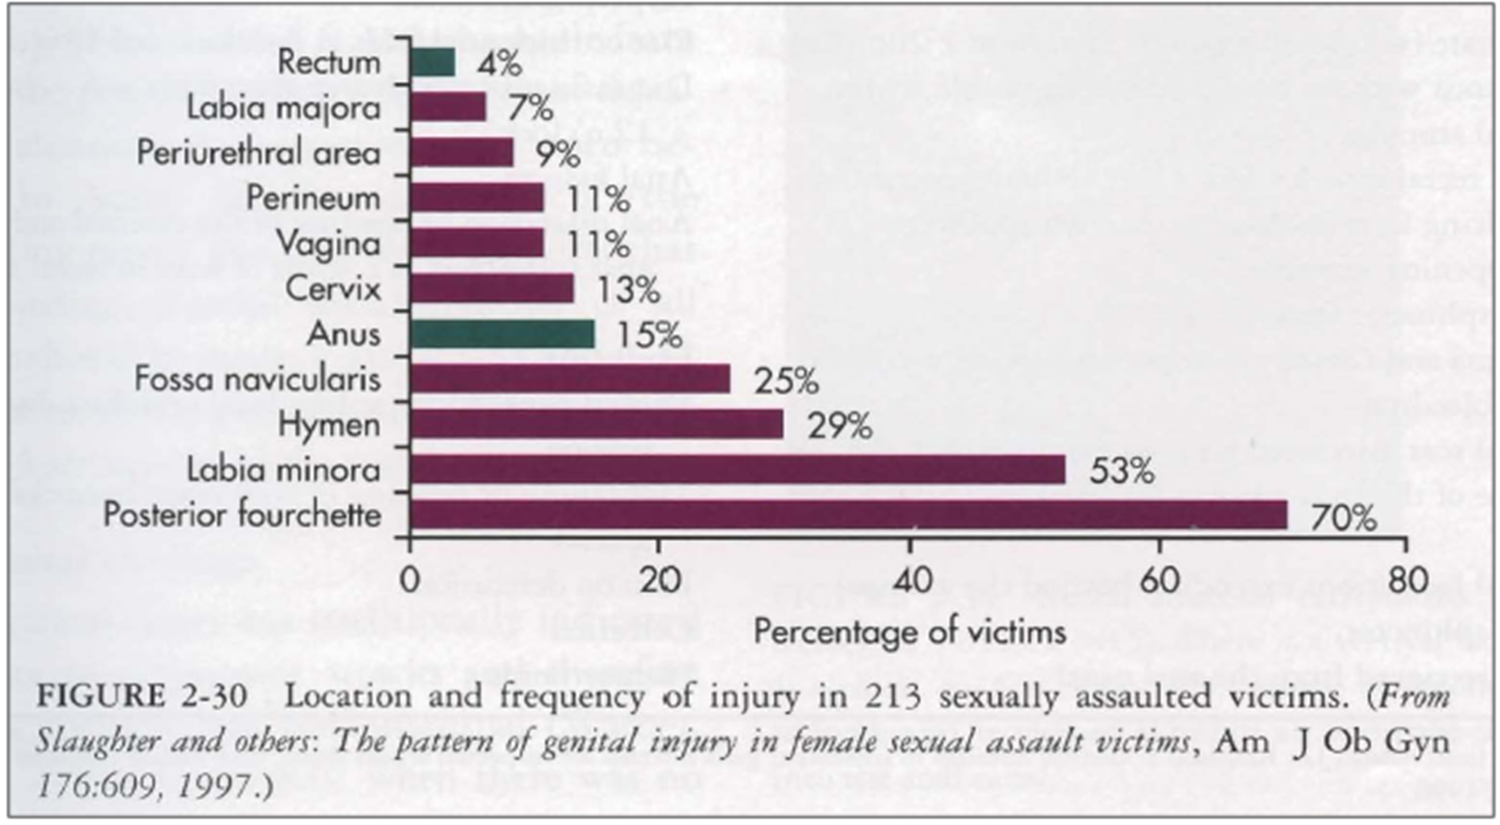 Rectum 4%
Labia majora 7%
Periurethral area 9%
Perineum 11%
Vagina 11%
Cervix 13%
Anus 15%
Fossa navicularis 25%
Hymen 29%
Labia minora 53%
Posterior fourchette 70%
0 20 40 60 80
Percentage of victims
FIGURE 2-30 Location and frequency of injury in 213 sexually assaulted victims. (From
Slaughter and others: The pattern of genital injury in female sexual assault victims, Am J Ob Gyn
176:609, 1997.)